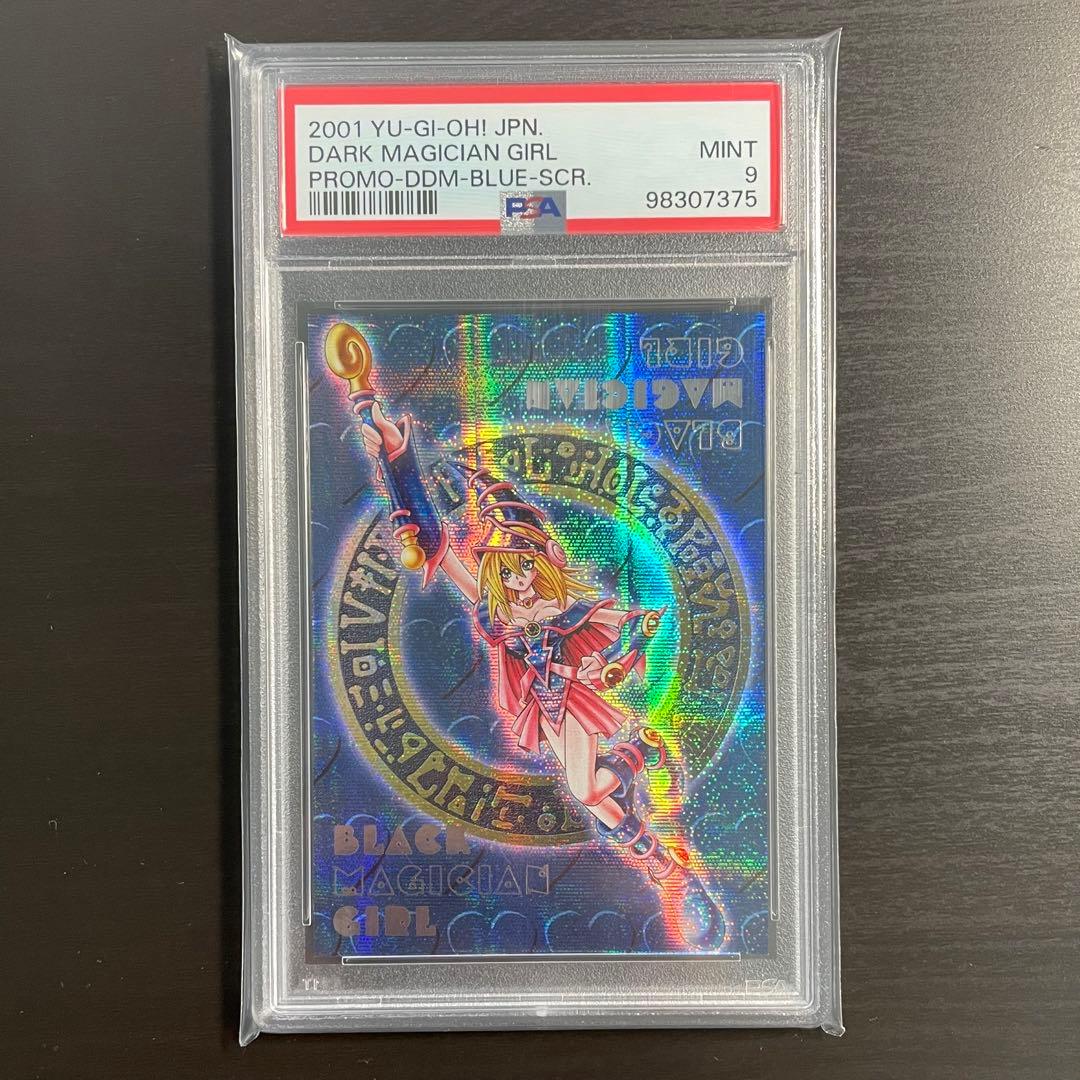 2001 YU-GI-OH! JPN.
DARK MAGICIAN GIRL
MINT
PROMO-DDM-BLUE-SCR.
9
PSA
98307375
GIRL
MAGICIAN
BLACK
MAGICIAN
GIRL
PSA